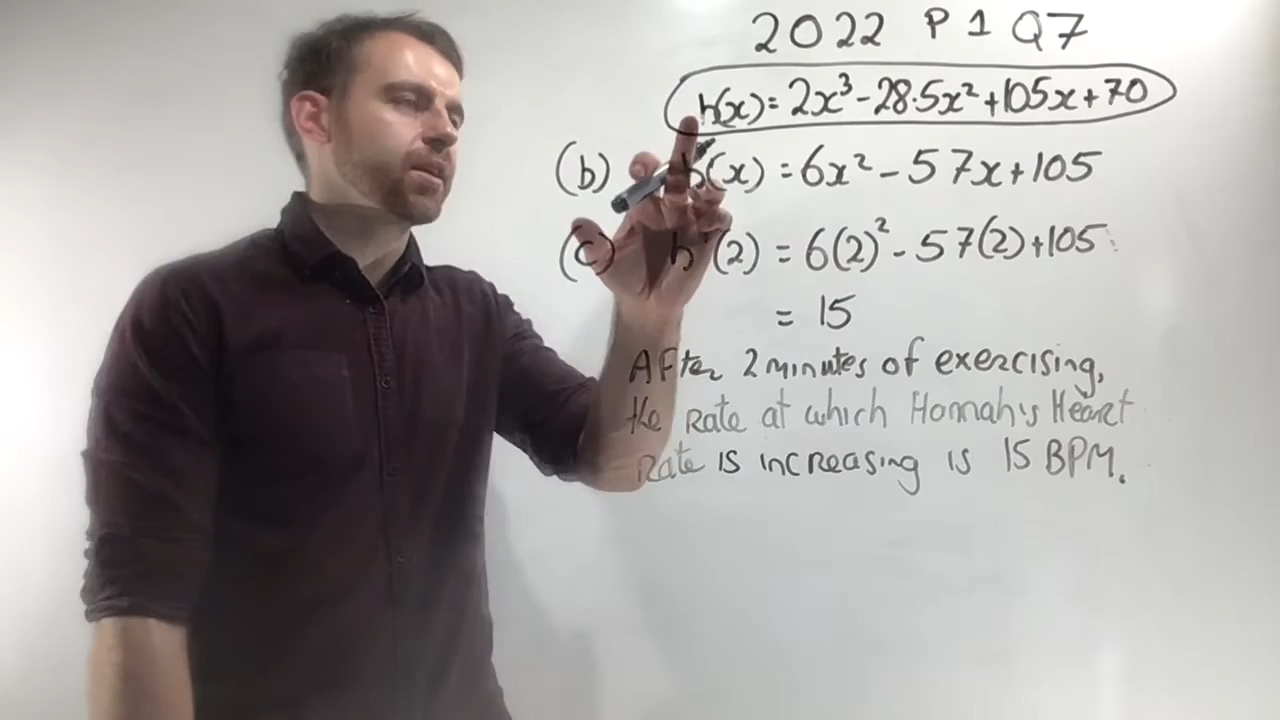 2022 P1 Q7
h(x) = 2x³ - 28.5x² + 105x + 70
(b) h'(x) = 6x² - 57x + 105
(c) h'(2) = 6(2)² - 57(2) + 105
= 15
After 2 minutes of exercising,
the Rate at which Hannah's Heart
Rate is increasing is 15 BPM.